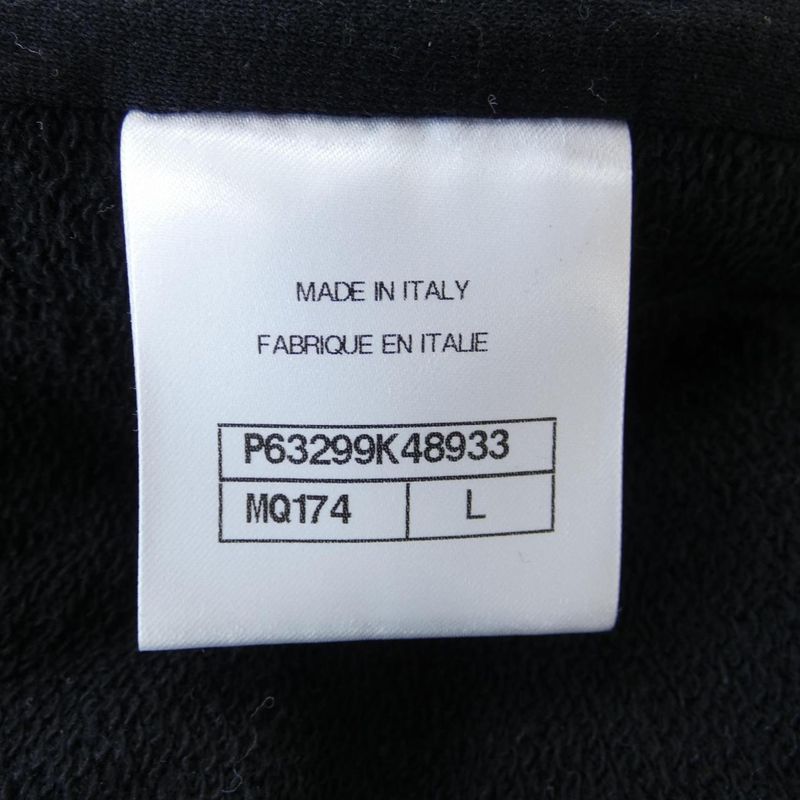 MADE IN ITALY
FABRIQUE EN ITALIE
P63299K48933
MQ174 L